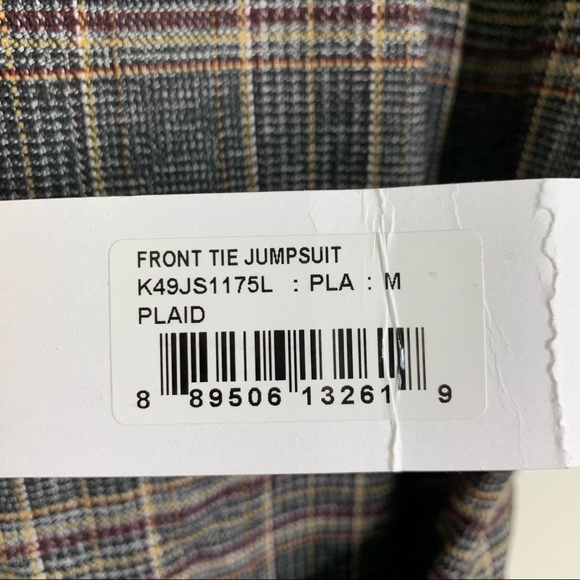 FRONT TIE JUMPSUIT
K49JS1175L : PLA : M
PLAID
8 89506 13261 9